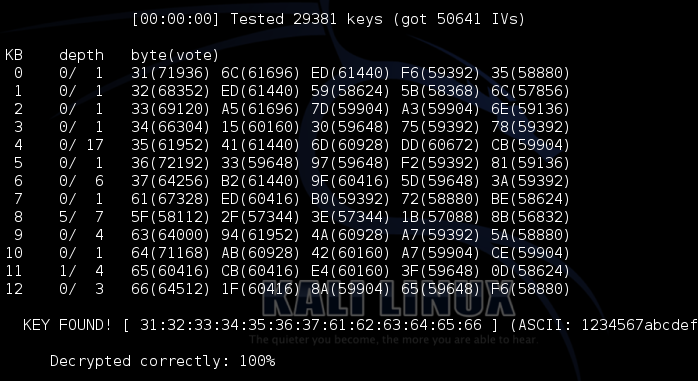 [00:00:00] Tested 29381 keys (got 50641 IVs)
KB depth byte(vote)
0 0/ 1 31(71936) 6C(61696) ED(61440) F6(59392) 35(58880)
1 0/ 1 32(68352) ED(61440) 59(58624) 5B(58368) 6C(57856)
2 0/ 1 33(69120) A5(61696) 7D(59904) A3(59904) 6E(59136)
3 0/ 1 34(66304) 15(60160) 30(59648) 75(59392) 78(59392)
4 0/ 17 35(61952) 41(61440) 6D(60928) DD(60672) CB(59904)
5 0/ 1 36(72192) 33(59648) 97(59648) F2(59392) 81(59136)
6 0/ 6 37(64256) B2(61440) 9F(60416) 5D(59648) 3A(59392)
7 0/ 1 61(67328) ED(60416) B0(59392) 72(58880) BE(58624)
8 5/ 7 5F(58112) 2F(57344) 3E(57344) 1B(57088) 8B(56832)
9 0/ 4 63(64000) 94(61952) 4A(60928) A7(59392) 5A(58880)
10 0/ 1 64(71168) AB(60928) 42(60160) A7(59904) CE(59904)
11 1/ 4 65(60416) CB(60416) E4(60160) 3F(59648) 0D(58624)
12 0/ 3 66(64512) 1F(60416) 8A(59904) 65(59648) F6(58880)
KALI LINUX
KEY FOUND! [ 31:32:33:34:35:36:37:61:62:63:64:65:66 ] (ASCII: 1234567abcdef
The quieter you become, the more you are able to hear.
Decrypted correctly: 100%